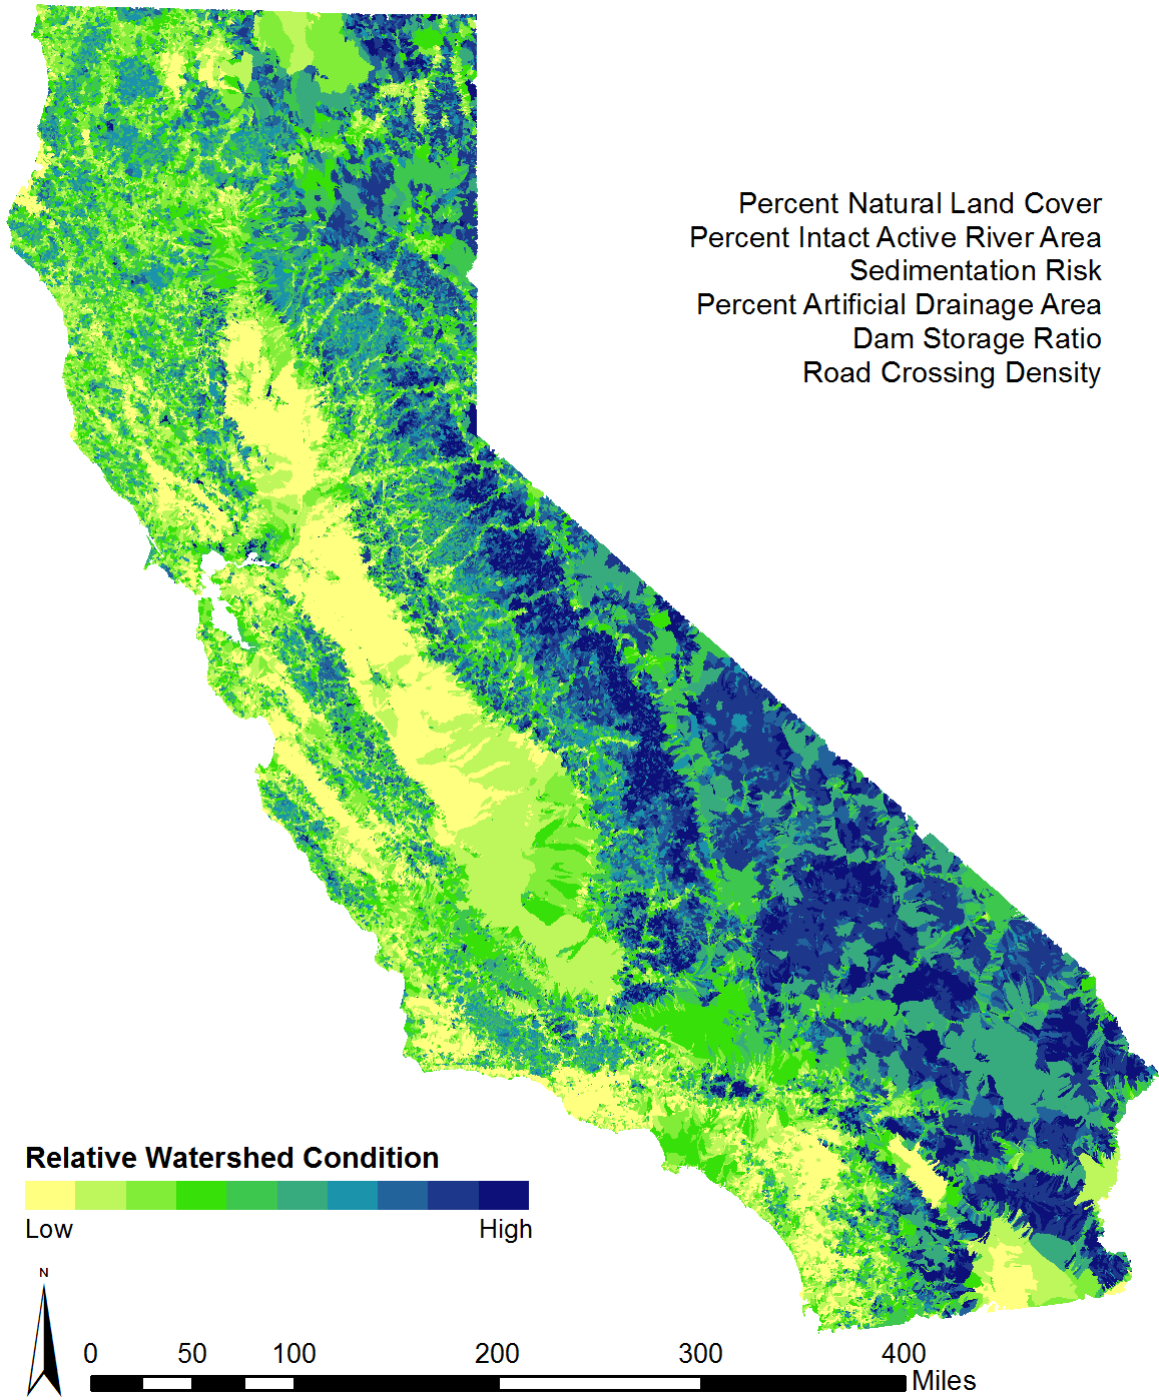 Percent Natural Land Cover
Percent Intact Active River Area
Sedimentation Risk
Percent Artificial Drainage Area
Dam Storage Ratio
Road Crossing Density
Relative Watershed Condition
Low High
N
0 50 100 200 300 400
Miles